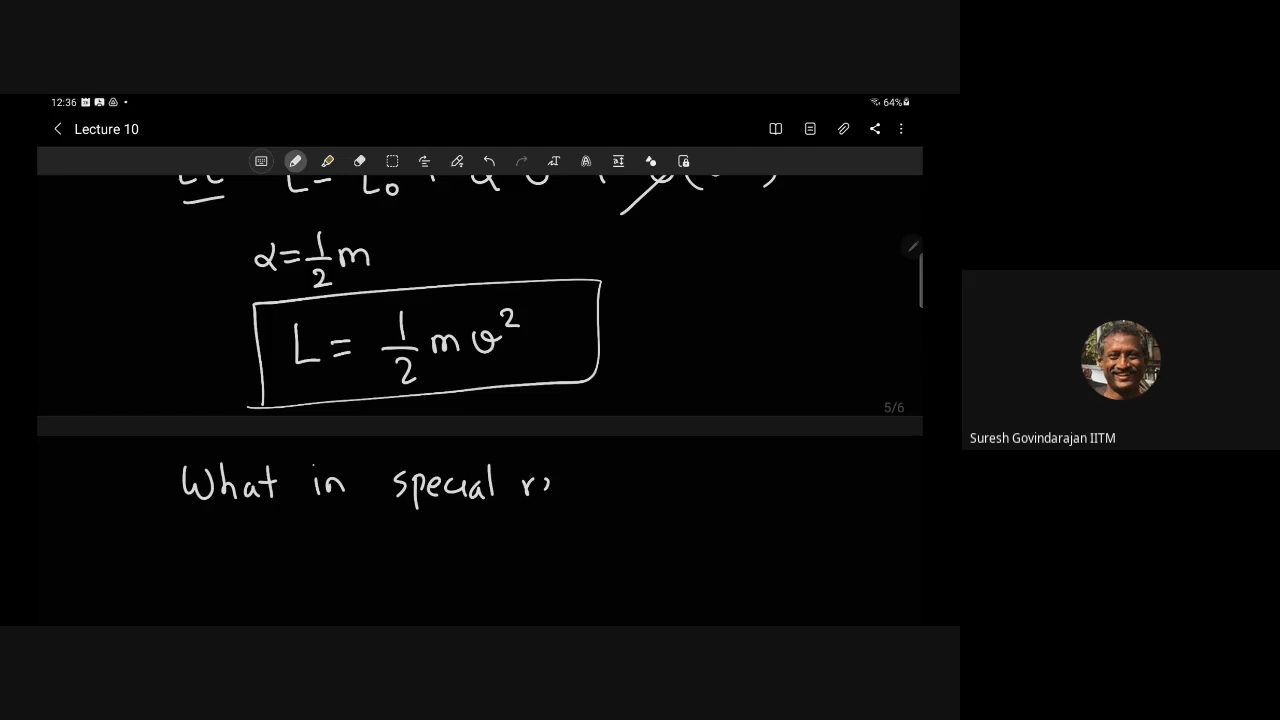 12:36
64%
Lecture 10
α = 1/2 m
L = 1/2 m v²
5/6
What in special
Suresh Govindarajan IITM